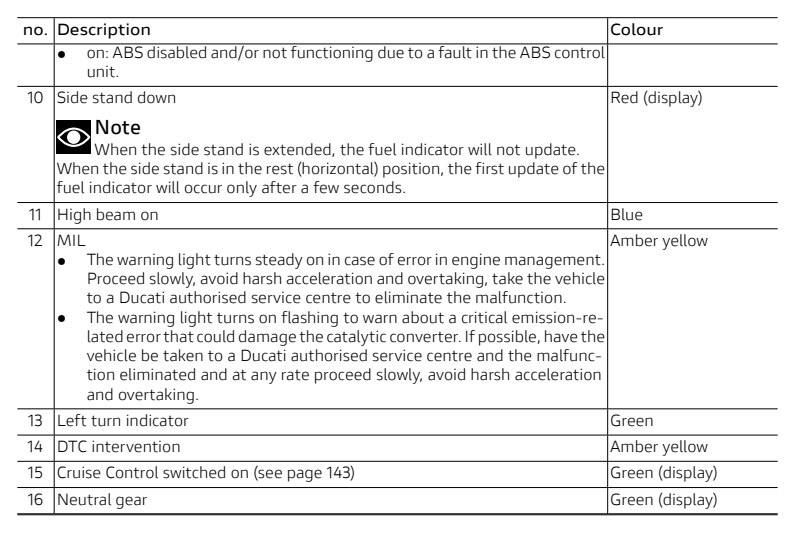 no. Description Colour
● on: ABS disabled and/or not functioning due to a fault in the ABS control
unit.
10 Side stand down Red (display)
Note
When the side stand is extended, the fuel indicator will not update.
When the side stand is in the rest (horizontal) position, the first update of the
fuel indicator will occur only after a few seconds.
11 High beam on Blue
12 MIL Amber yellow
● The warning light turns steady on in case of error in engine management.
Proceed slowly, avoid harsh acceleration and overtaking, take the vehicle
to a Ducati authorised service centre to eliminate the malfunction.
● The warning light turns on flashing to warn about a critical emission-re-
lated error that could damage the catalytic converter. If possible, have the
vehicle be taken to a Ducati authorised service centre and the malfunc-
tion eliminated and at any rate proceed slowly, avoid harsh acceleration
and overtaking.
13 Left turn indicator Green
14 DTC intervention Amber yellow
15 Cruise Control switched on (see page 143) Green (display)
16 Neutral gear Green (display)